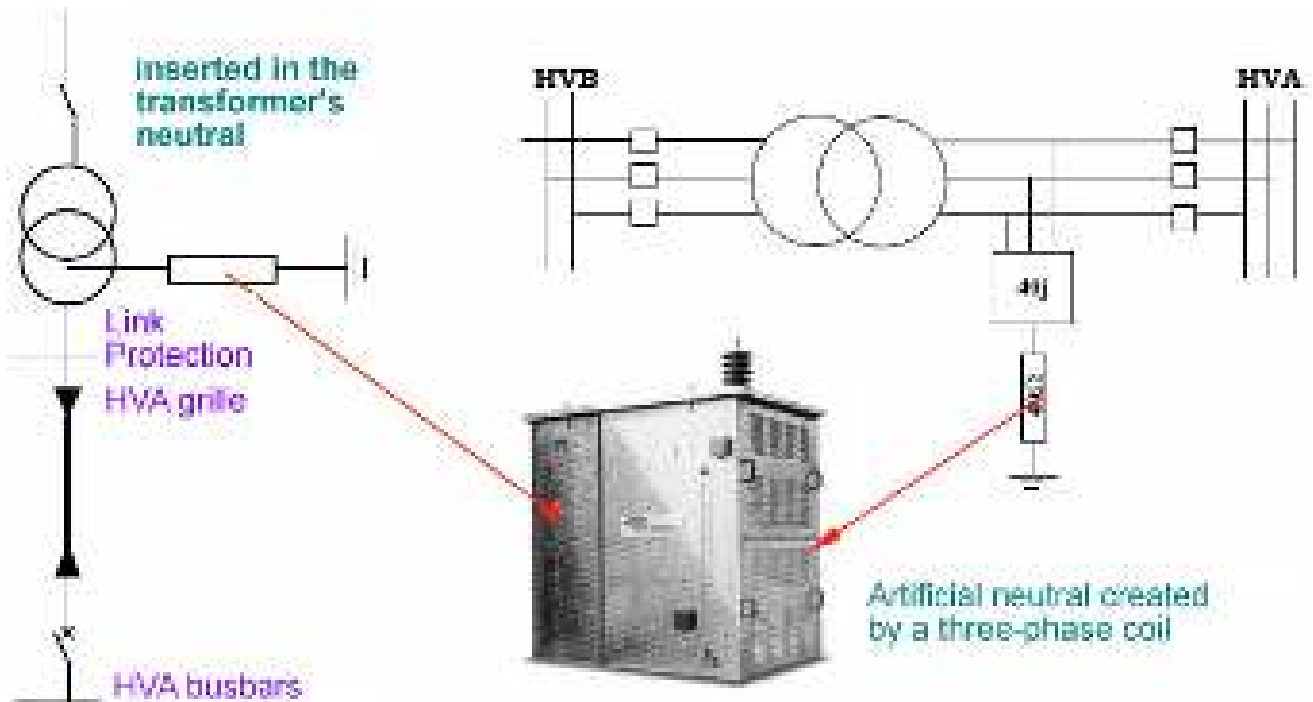 inserted in the
transformer's
neutral
HVB
HVA
Link
Protection
HVA grille
HVA busbars
Artificial neutral created
by a three-phase coil